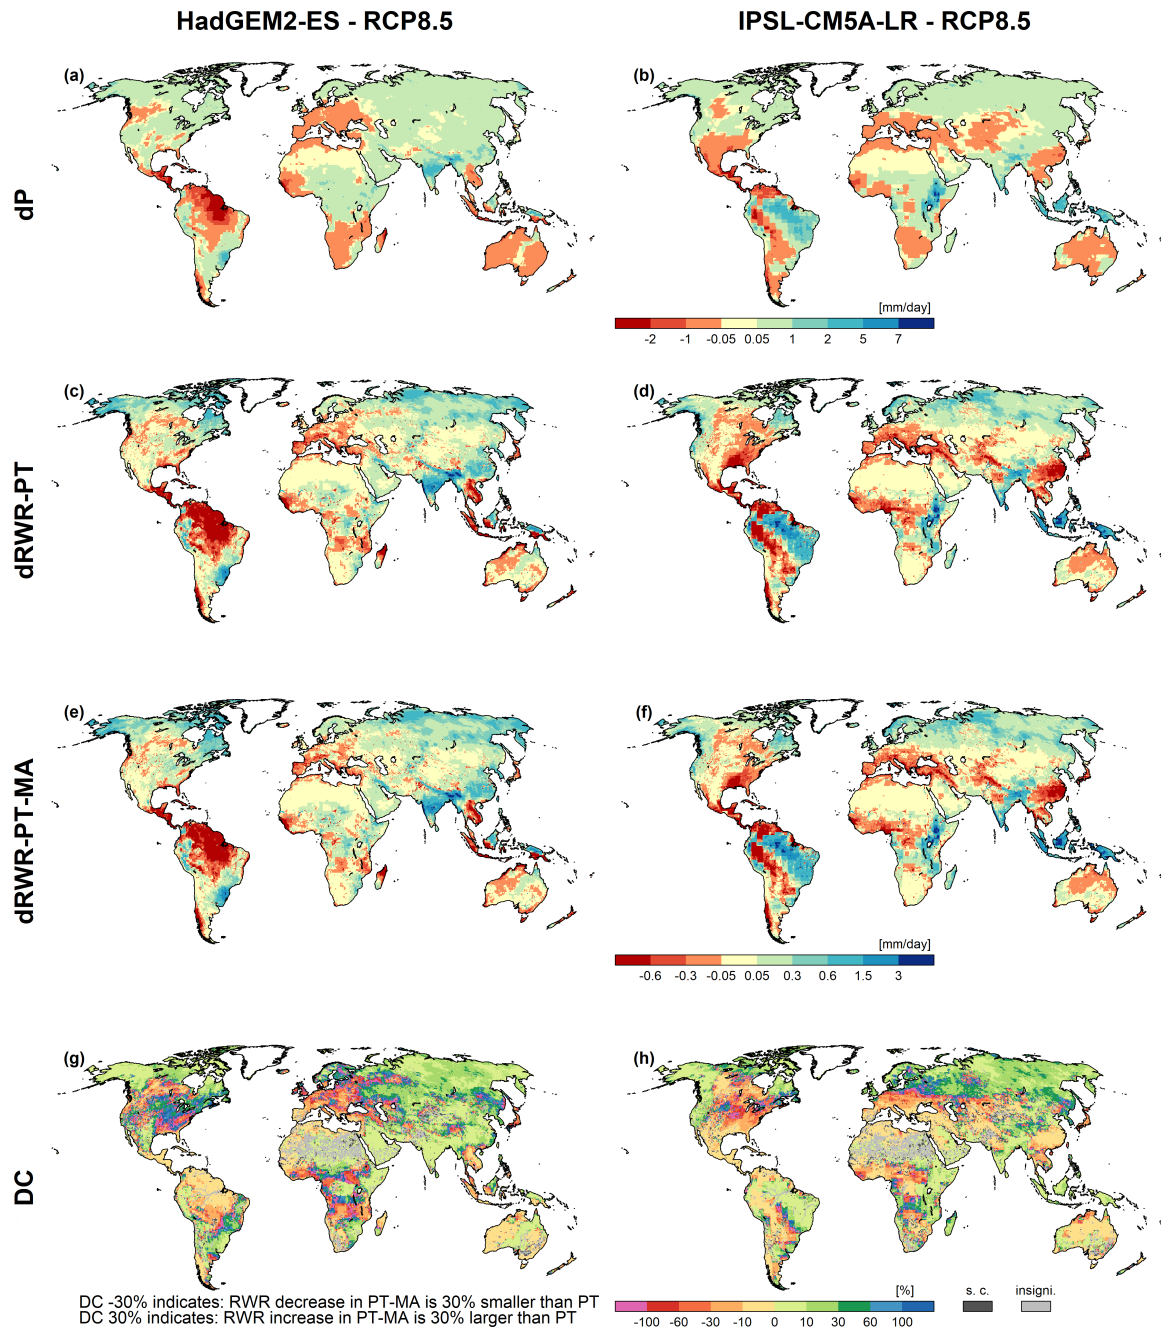 HadGEM2-ES - RCP8.5
IPSL-CM5A-LR - RCP8.5
(a)
(b)
dP
[mm/day]
-2 -1 -0.05 0.05 1 2 5 7
(c)
(d)
dRWR-PT
(e)
(f)
dRWR-PT-MA
[mm/day]
-0.6 -0.3 -0.05 0.05 0.3 0.6 1.5 3
(g)
(h)
DC
[%] s. c. insigni.
DC -30% indicates: RWR decrease in PT-MA is 30% smaller than PT
DC 30% indicates: RWR increase in PT-MA is 30% larger than PT
-100 -60 -30 -10 0 10 30 60 100